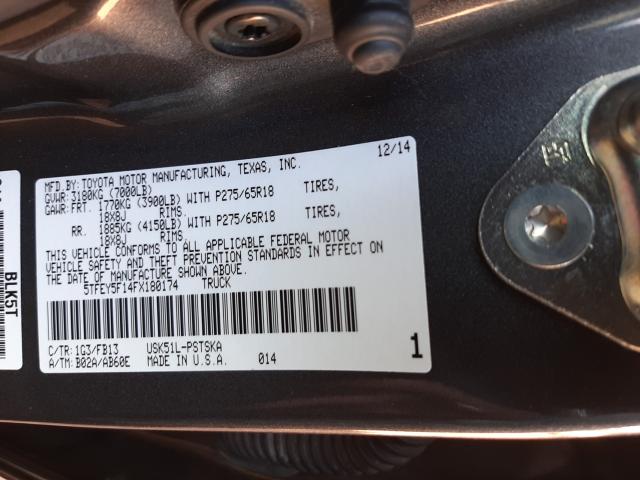 12/14
MFD.BY:TOYOTA MOTOR MANUFACTURING, TEXAS, INC.
GVWR: 3180KG (7000LB)
GAWR: FRT. 1770KG (3900LB) WITH P275/65R18 TIRES,
18X8J RIMS.
RR. 1885KG (4150LB) WITH P275/65R18 TIRES,
18X8J RIMS.
THIS VEHICLE CONFORMS TO ALL APPLICABLE FEDERAL MOTOR
VEHICLE SAFETY AND THEFT PREVENTION STANDARDS IN EFFECT ON
THE DATE OF MANUFACTURE SHOWN ABOVE.
5TFEY5F14FX180174 TRUCK
C/TR: 1G3/FB13 USK51L-PSTSKA
A/TM: B02A/AB60E MADE IN U.S.A. 014
1
BLK5T